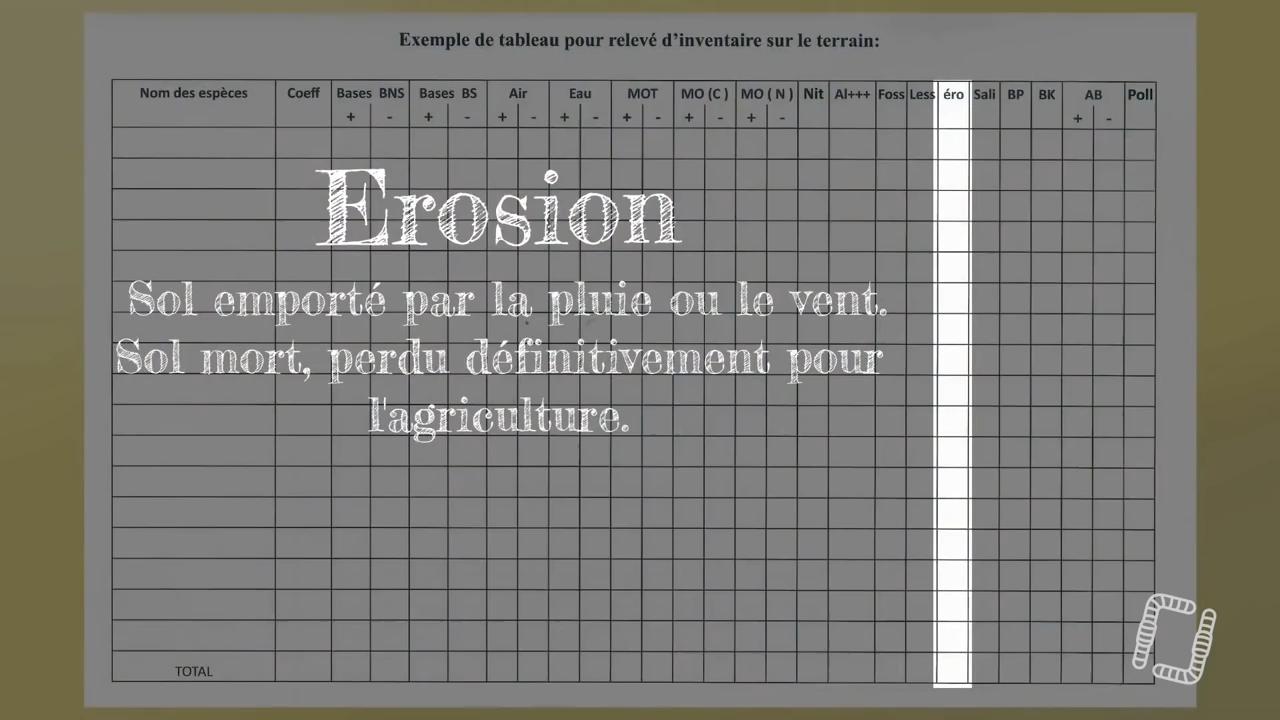 Exemple de tableau pour relevé d'inventaire sur le terrain:
Nom des espèces Coeff Bases BNS Bases BS Air Eau MOT MO (C ) MO ( N ) Nit Al+++ Foss Less éro Sali BP BK AB Poll
+ - + - + - + - + - + - + - + -
Erosion
Sol emporté par la pluie ou le vent.
Sol mort, perdu définitivement pour
l'agriculture.
TOTAL